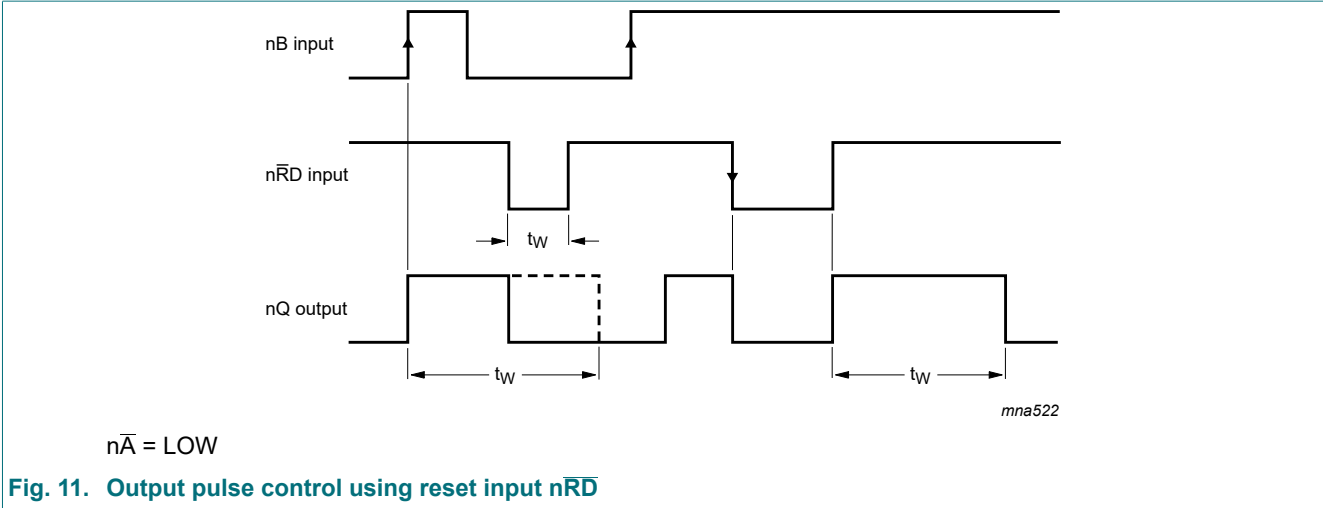 nB input
nR̅D input
tW
nQ output
tW
tW
mna522
nA̅ = LOW
Fig. 11. Output pulse control using reset input nR̅D̅